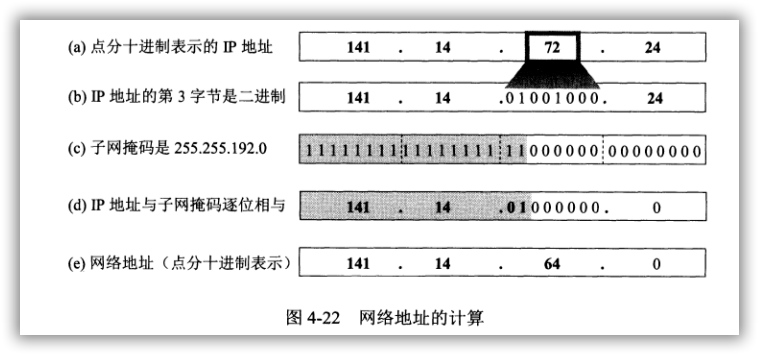 (a) 点分十进制表示的 IP 地址 141 . 14 . 72 . 24
(b) IP 地址的第 3 字节是二进制 141 . 14 .01001000. 24
(c) 子网掩码是 255.255.192.0 11111111 11111111 11000000 00000000
(d) IP 地址与子网掩码逐位相与 141 . 14 .01000000. 0
(e) 网络地址（点分十进制表示） 141 . 14 . 64 . 0
图 4-22 网络地址的计算